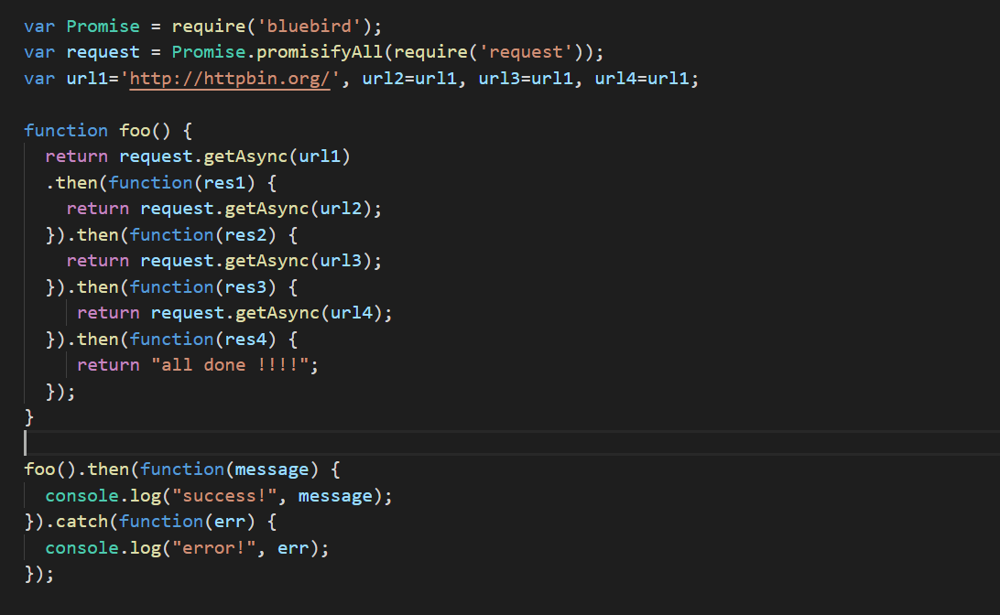 var Promise = require('bluebird');
var request = Promise.promisifyAll(require('request'));
var url1='http://httpbin.org/', url2=url1, url3=url1, url4=url1;

function foo() {
  return request.getAsync(url1)
  .then(function(res1) {
    return request.getAsync(url2);
  }).then(function(res2) {
    return request.getAsync(url3);
  }).then(function(res3) {
     return request.getAsync(url4);
  }).then(function(res4) {
     return "all done !!!!";
  });
}

foo().then(function(message) {
  console.log("success!", message);
}).catch(function(err) {
  console.log("error!", err);
});